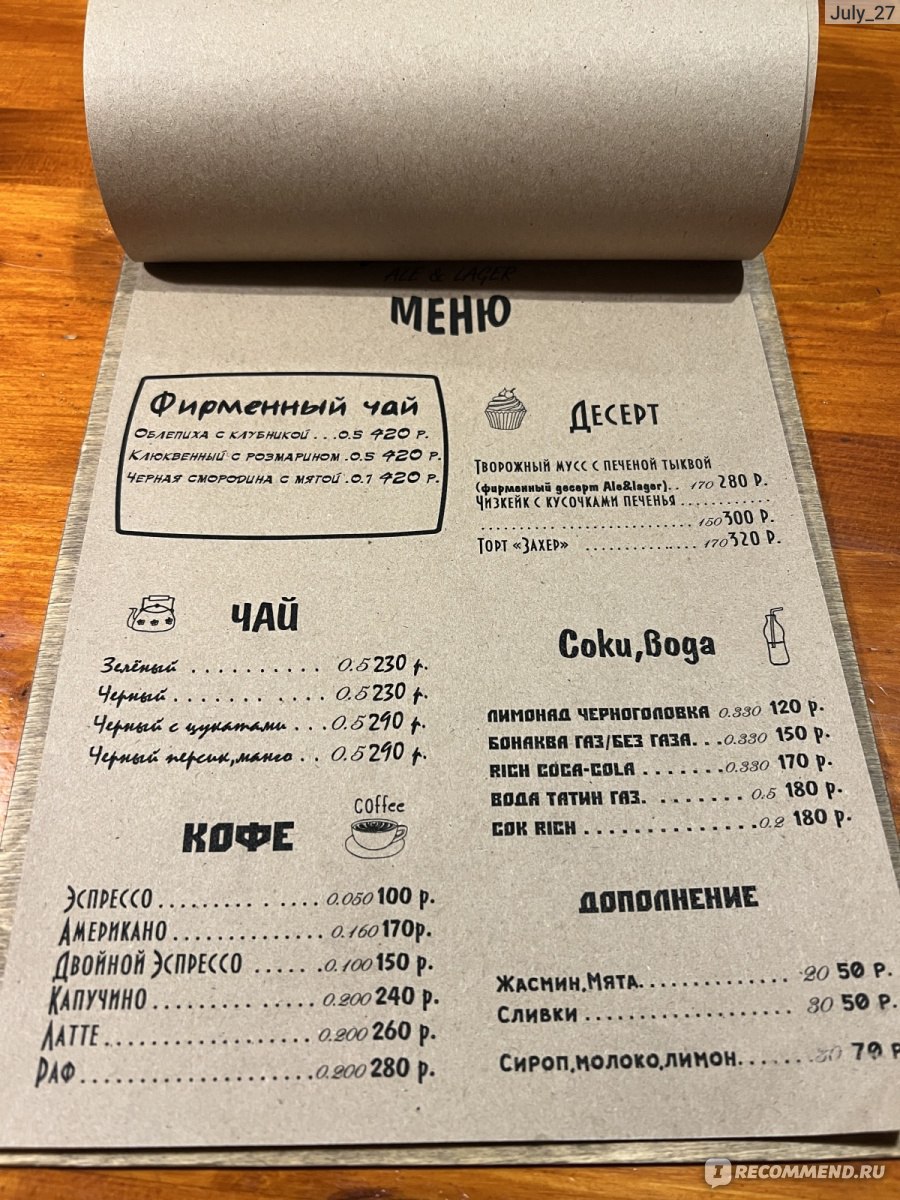 July_27
ALE & LAGER
МЕНЮ
Фирменный чай
Облепиха с клубникой . . .0.5 420 р.
Клюквенный с розмарином .0.5 420 р.
Черная смородина с мятой .0.7 420 р.
Десерт
Творожный мусс с печеной тыквой
(фирменный десерт Ale&lager). . 170 280 р.
Чизкейк с кусочками печенья . . . . . . . . . . . .
. . . . . . . . . . . . . . . . . . . . . . . . . . . . 150 300 р.
Торт «Захер» . . . . . . . . . . . . . . . 170 320 р.
ЧАЙ
Зелёный . . . . . . . . . . 0.5 230 р.
Черный . . . . . . . . . . . 0.5 230 р.
Черный с цукатами . . . 0.5 290 р.
Черный персик,манго . . 0.5 290 р.
Соки,вода
ЛИМОНАД ЧЕРНОГОЛОВКА 0.330 120 р.
БОНАКВА ГАЗ/БЕЗ ГАЗА. . .0.330 150 р.
RICH COCA-COLA . . . . . . .0.330 170 р.
ВОДА ТАТИН ГАЗ. . . . . . . . 0.5 180 р.
СОК RICH . . . . . . . . . . . . . . .0.2 180 р.
coffee
КОФЕ
Эспрессо . . . . . . . . . . . . . . 0.050 100 р.
Американо . . . . . . . . . . . . . 0.160 170р.
Двойной Эспрессо . . . . . .0.100 150 р.
Капучино . . . . . . . . . . . . . . 0.200 240 р.
Латте . . . . . . . . . . . . . . . . . 0.200 260 р.
Раф . . . . . . . . . . . . . . . . . . .0.200 280 р.
ДОПОЛНЕНИЕ
Жасмин,Мята. . . . . . . . . . . . . 20 50 р.
Сливки . . . . . . . . . . . . . . . . . . 30 50 р.
Сироп,молоко,лимон. . . . . . .30 70 р
RECOMMEND.RU